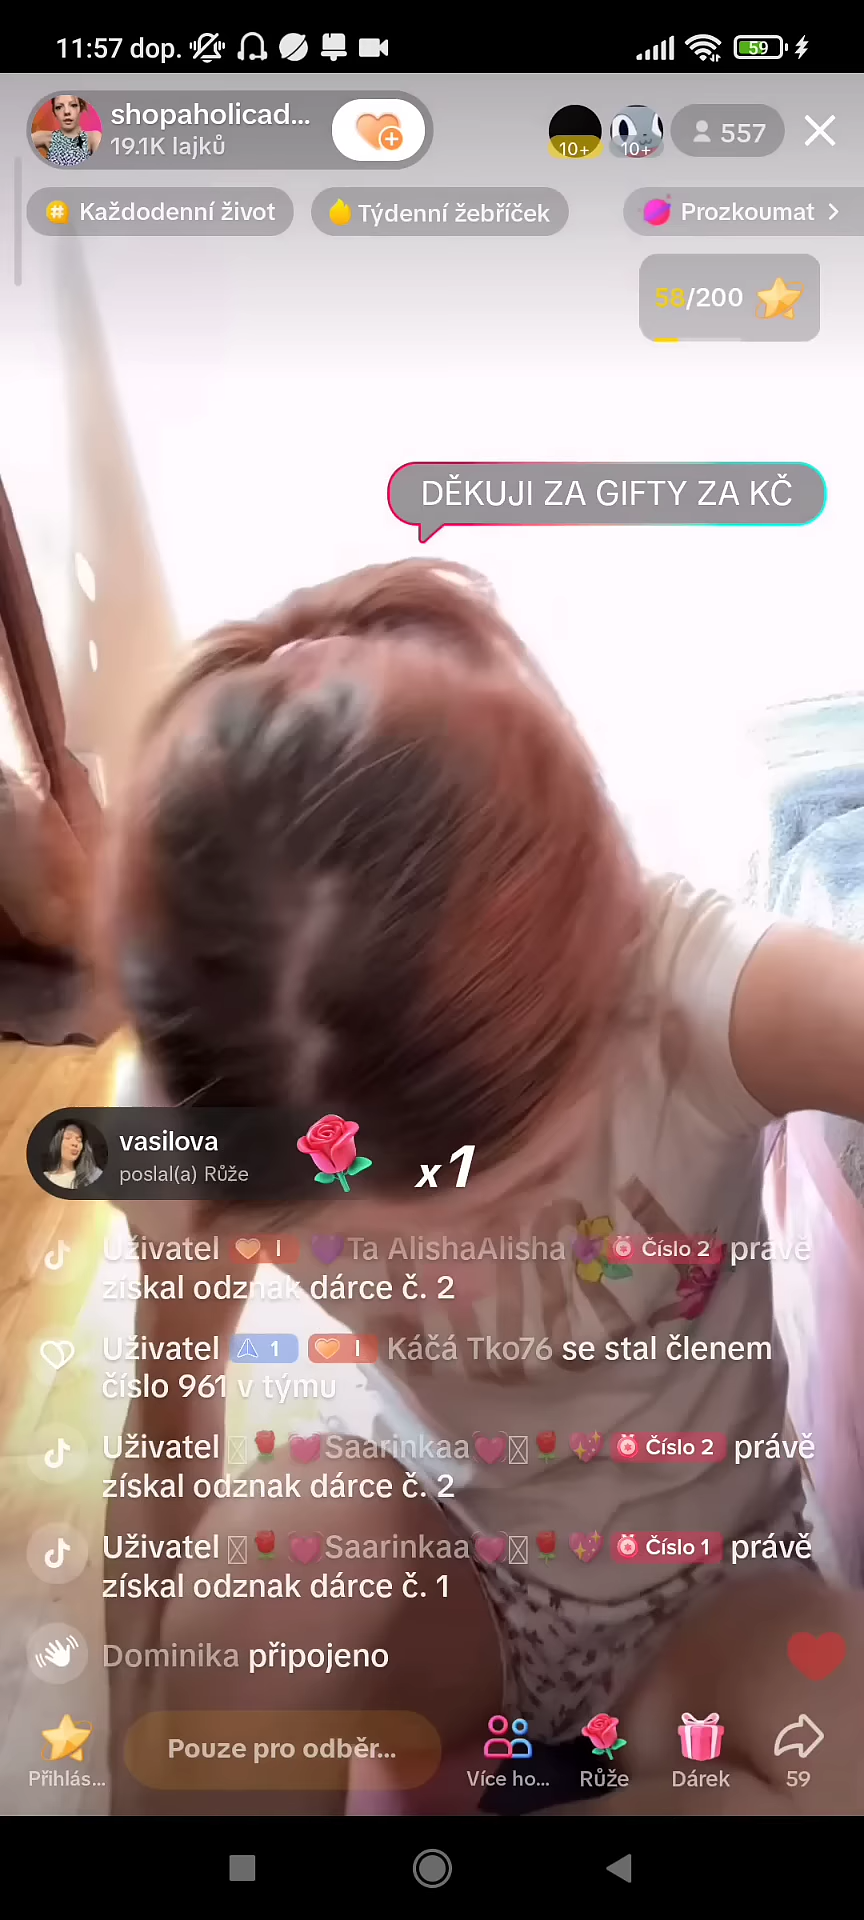 11:57 dop.
59
shopaholicad...
19.1K lajků
10+
10+
557
Každodenní život
Týdenní žebříček
Prozkoumat
58/200
DĚKUJI ZA GIFTY ZA KČ
vasilova
poslal(a) Růže
x1
Uživatel I Ta AlishaAlisha Číslo 2 právě
získal odznak dárce č. 2
Uživatel 1 I Káčá Tko76 se stal členem
číslo 961 v týmu
Uživatel Saarinkaa Číslo 2 právě
získal odznak dárce č. 2
Uživatel Saarinkaa Číslo 1 právě
získal odznak dárce č. 1
Dominika připojeno
Pouze pro odběr...
Přihlás...
Více ho...
Růže
Dárek
59